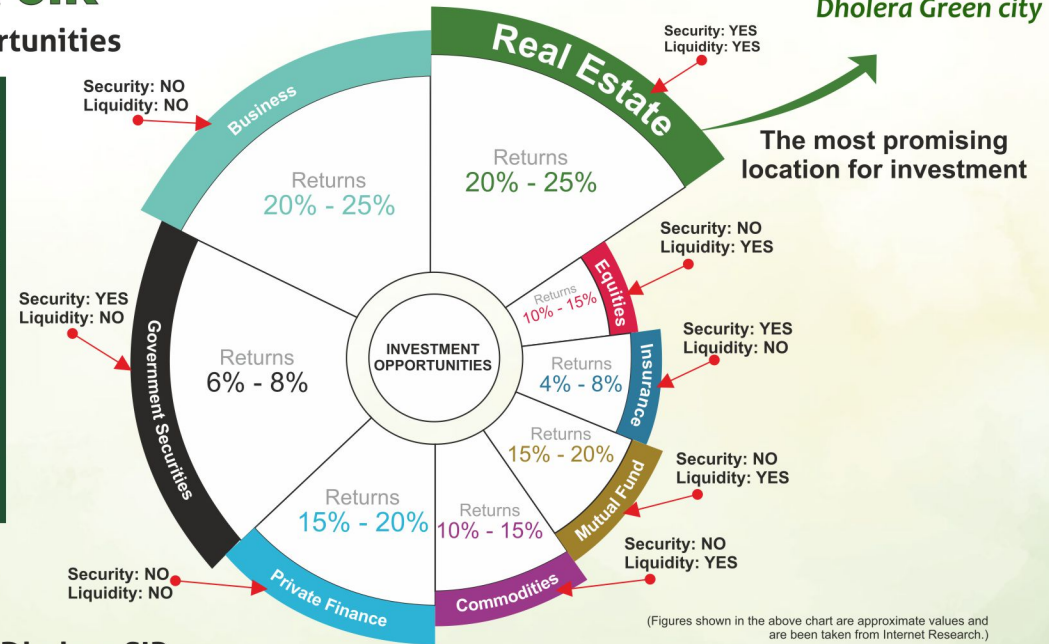 Dholera Green city
Security: YES
Liquidity: YES
Real Estate
Returns
20% - 25%
The most promising
location for investment
Security: NO
Liquidity: NO
Business
Returns
20% - 25%
Security: NO
Liquidity: YES
Equities
Returns
10% - 15%
Security: YES
Liquidity: NO
Government Securities
Returns
6% - 8%
INVESTMENT
OPPORTUNITIES
Security: YES
Liquidity: NO
Insurance
Returns
4% - 8%
Returns
15% - 20%
Mutual Fund
Security: NO
Liquidity: YES
Returns
15% - 20%
Private Finance
Security: NO
Liquidity: NO
Returns
10% - 15%
Commodities
Security: NO
Liquidity: YES
(Figures shown in the above chart are approximate values and
are been taken from Internet Research.)